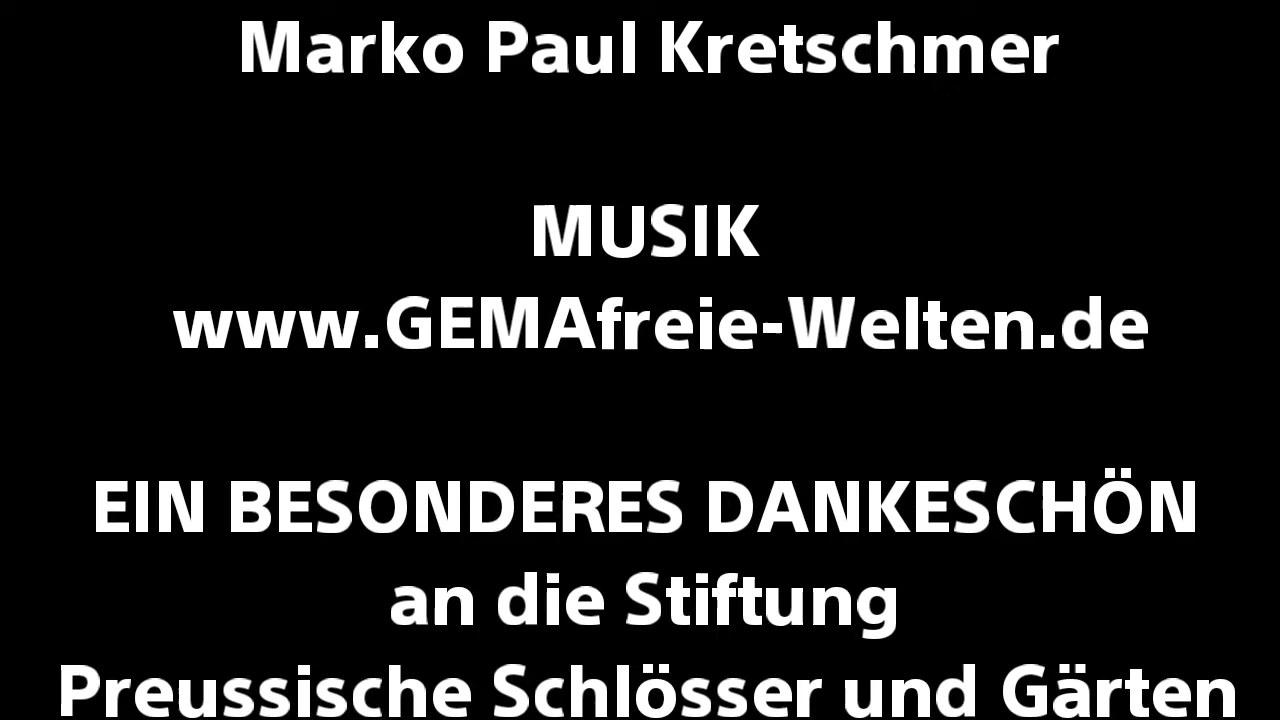 Marko Paul Kretschmer
MUSIK
www.GEMAfreie-Welten.de
EIN BESONDERES DANKESCHÖN
an die Stiftung
Preussische Schlösser und Gärten